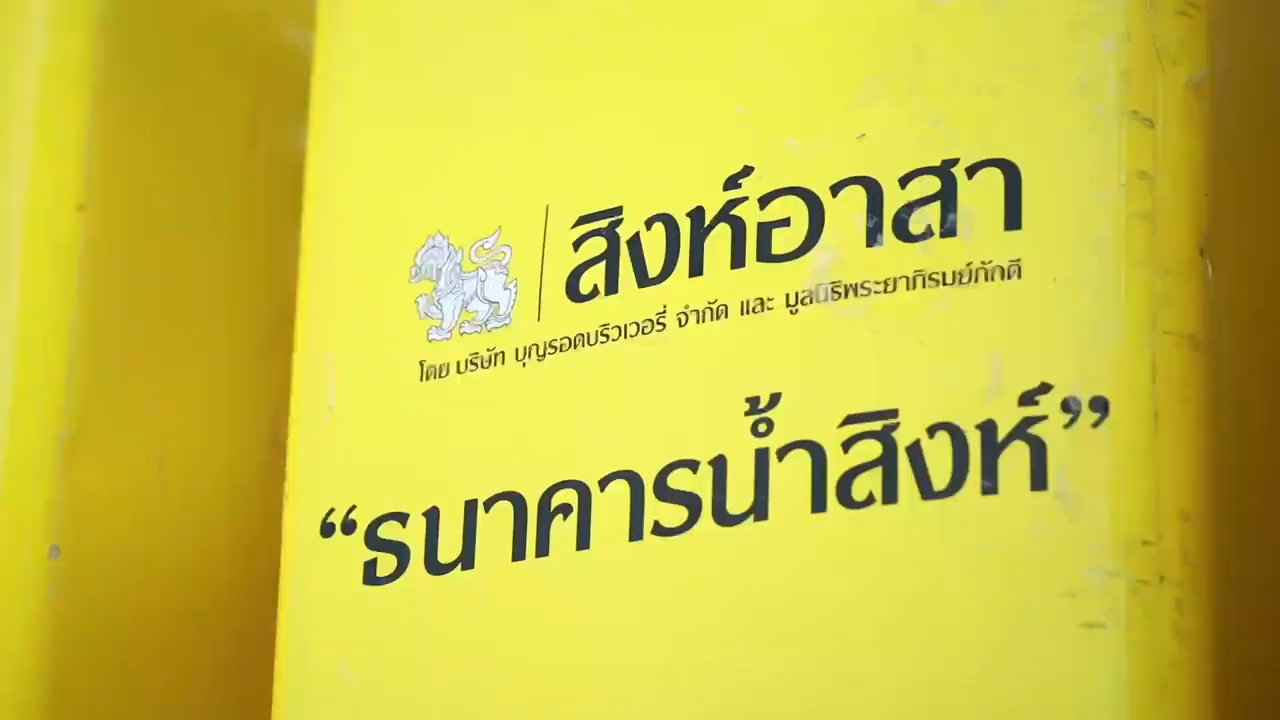 สิงห์อาสา
โดย บริษัท บุญรอดบริวเวอรี่ จำกัด และ มูลนิธิพระยาภิรมย์ภักดี
“ธนาคารน้ำสิงห์”